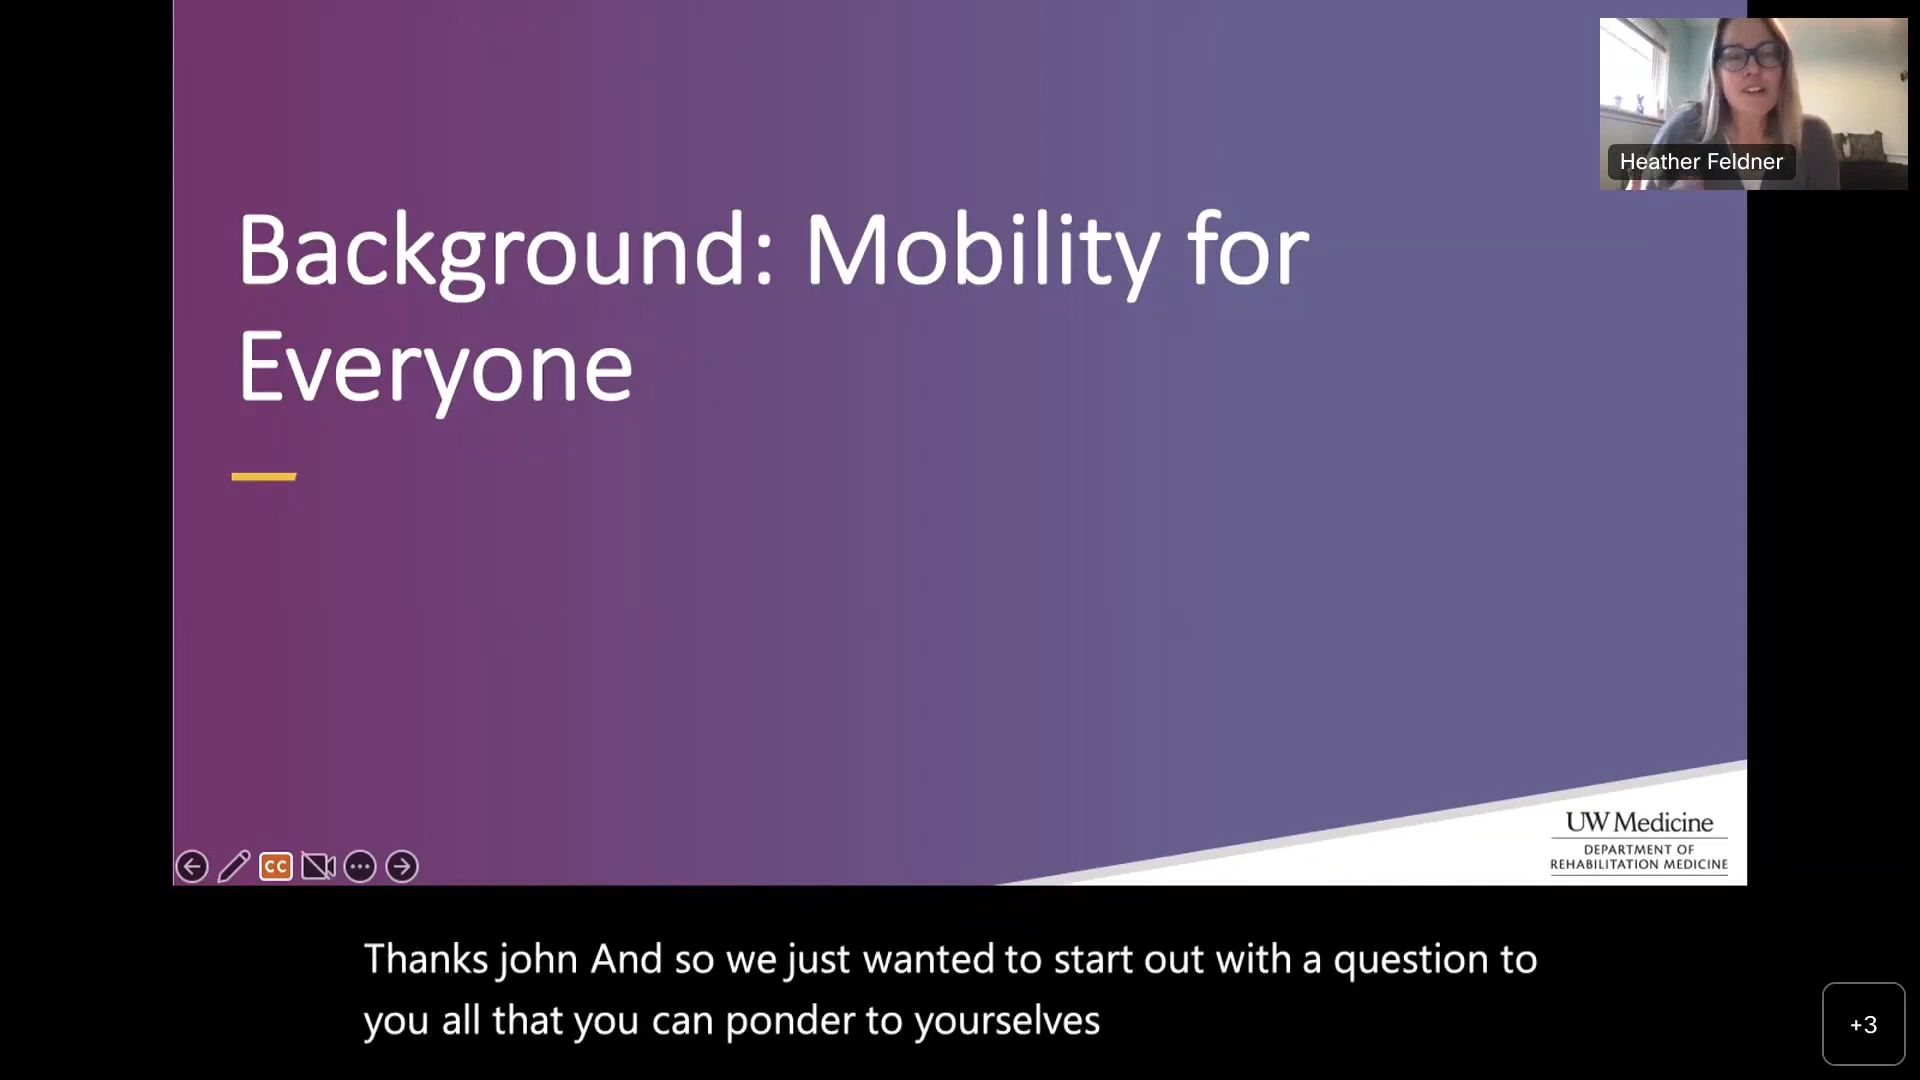 Heather Feldner
Background: Mobility for
Everyone
UW Medicine
DEPARTMENT OF
REHABILITATION MEDICINE
CC
Thanks john And so we just wanted to start out with a question to
you all that you can ponder to yourselves
+3